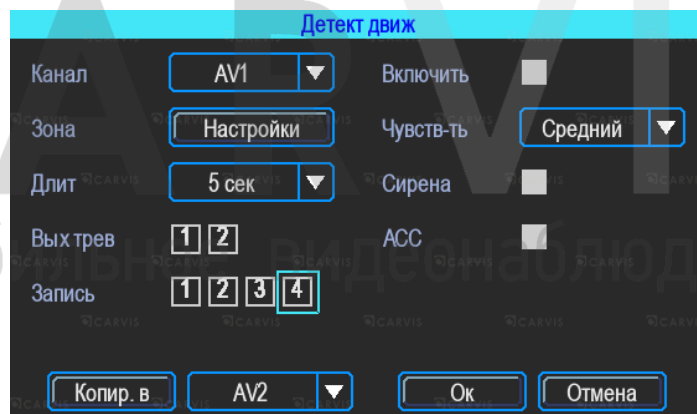 Детект движ
Канал AV1 Включить
Зона Настройки Чувств-ть Средний
Длит 5 сек Сирена
Вых трев 1 2 ACC
Запись 1 2 3 4
Копир. в AV2 Ок Отмена
CARVIS